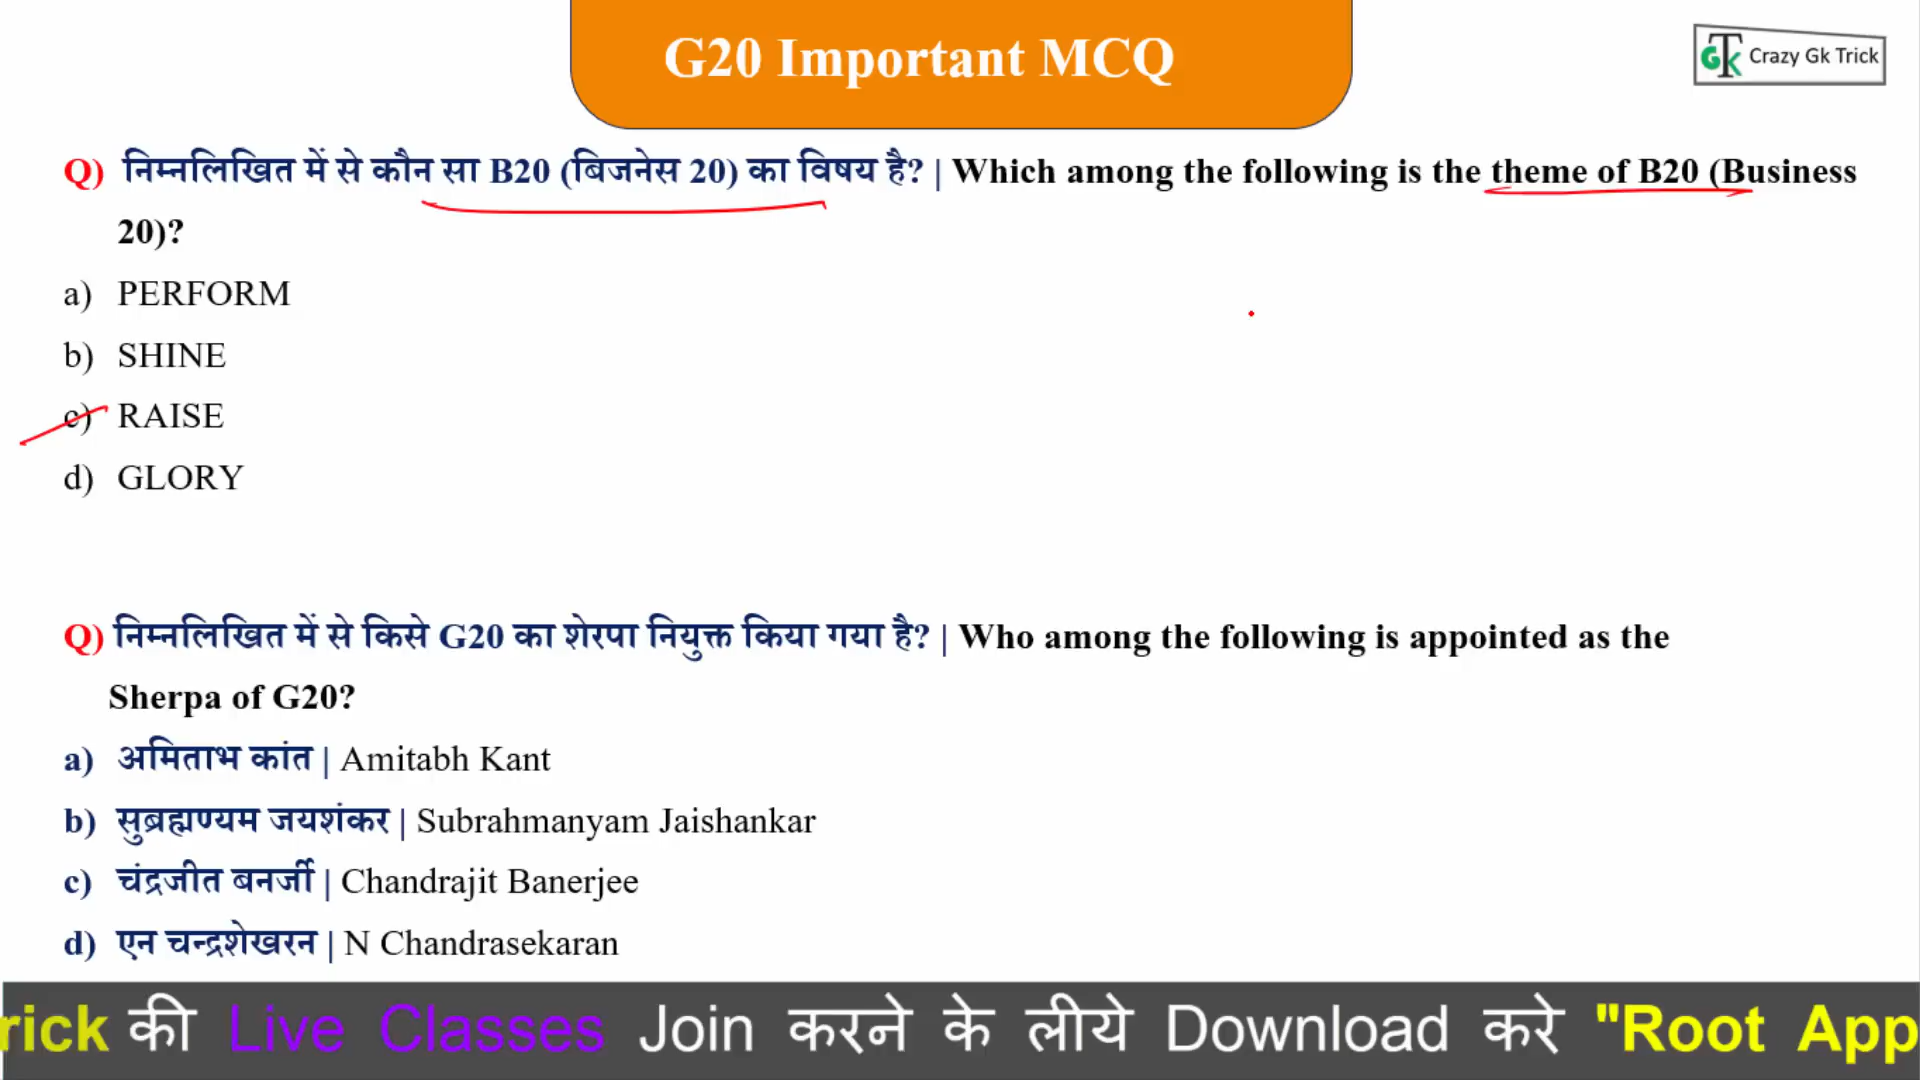 G20 Important MCQ
GTK Crazy Gk Trick
Q) निम्नलिखित में से कौन सा B20 (बिजनेस 20) का विषय है? | Which among the following is the theme of B20 (Business
20)?
a) PERFORM
b) SHINE
c) RAISE
d) GLORY
Q) निम्नलिखित में से किसे G20 का शेरपा नियुक्त किया गया है? | Who among the following is appointed as the
Sherpa of G20?
a) अमिताभ कांत | Amitabh Kant
b) सुब्रह्मण्यम जयशंकर | Subrahmanyam Jaishankar
c) चंद्रजीत बनर्जी | Chandrajit Banerjee
d) एन चन्द्रशेखरन | N Chandrasekaran
rick की Live Classes Join करने के लीये Download करे "Root App